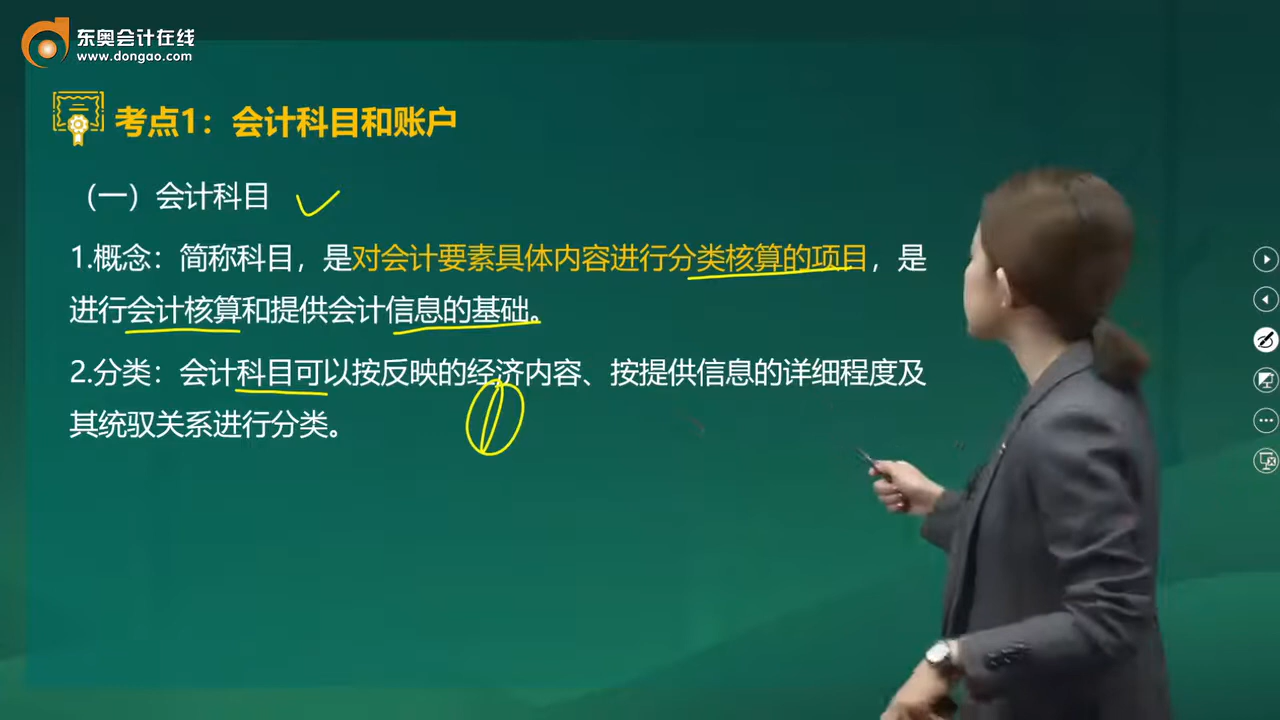 东奥会计在线
www.dongao.com
考点1：会计科目和账户
（一）会计科目
1.概念：简称科目，是对会计要素具体内容进行分类核算的项目，是
进行会计核算和提供会计信息的基础。
2.分类：会计科目可以按反映的经济内容、按提供信息的详细程度及
其统驭关系进行分类。